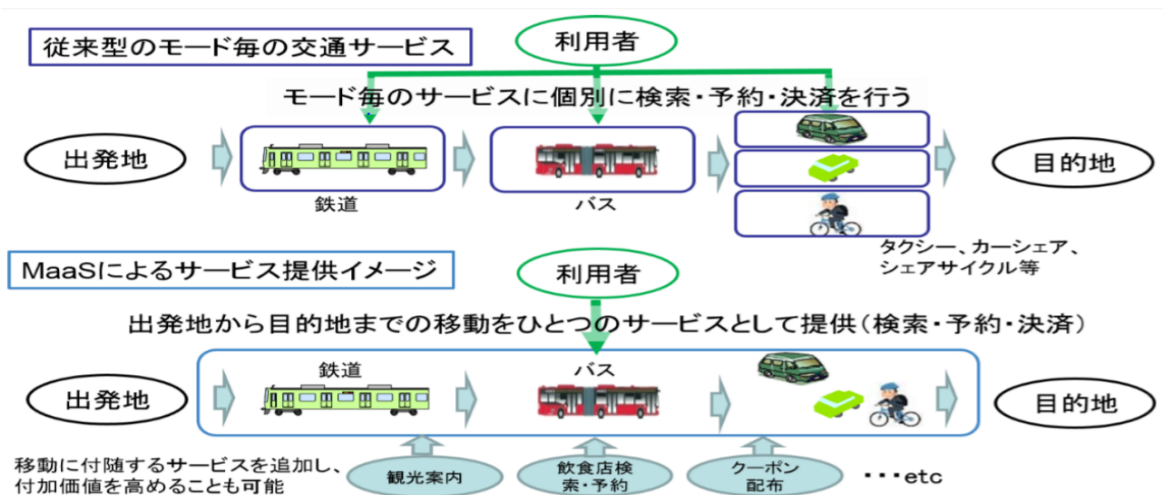 従来型のモード毎の交通サービス
利用者
モード毎のサービスに個別に検索・予約・決済を行う
出発地
鉄道
バス
目的地
タクシー、カーシェア、
シェアサイクル等
MaaSによるサービス提供イメージ
利用者
出発地から目的地までの移動をひとつのサービスとして提供(検索・予約・決済)
鉄道
バス
出発地
目的地
移動に付随するサービスを追加し、
付加価値を高めることも可能
観光案内
飲食店検
索・予約
クーポン
配布
・・・etc